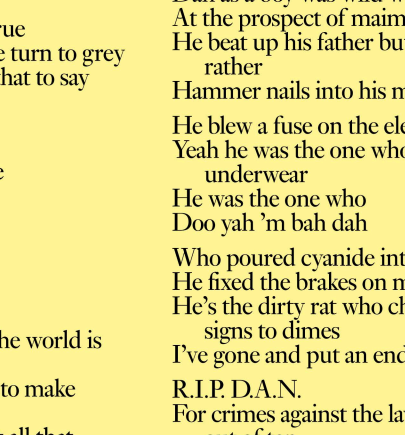 rue
e turn to grey
hat to say
e
he world is
to make
all that
At the prospect of maim
He beat up his father bu
rather
Hammer nails into his m
He blew a fuse on the ele
Yeah he was the one who
underwear
He was the one who
Doo yah ’m bah dah
Who poured cyanide int
He fixed the brakes on m
He’s the dirty rat who ch
signs to dimes
I’ve gone and put an end
R.I.P. D.A.N.
For crimes against the la